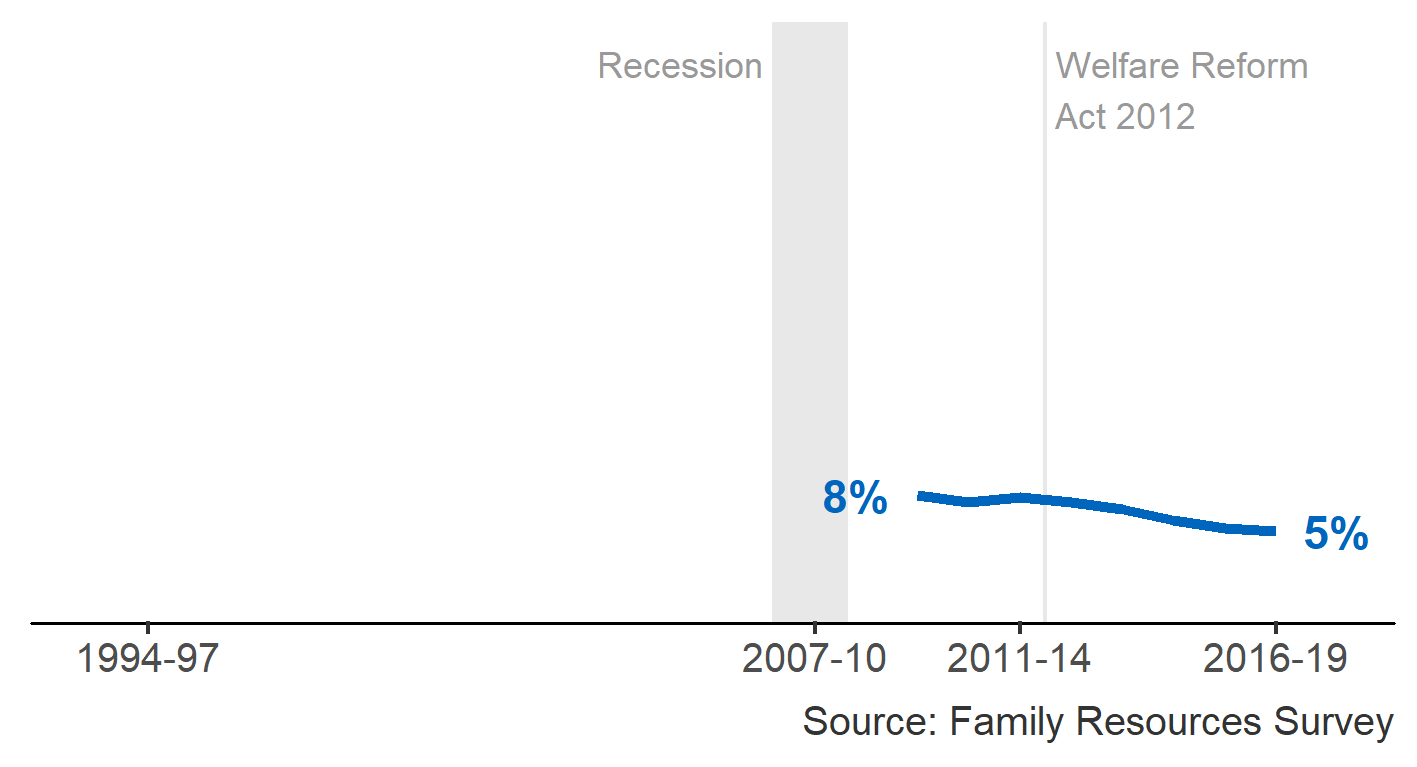 Recession
Welfare Reform
Act 2012
8%
5%
1994-97
2007-10
2011-14
2016-19
Source: Family Resources Survey